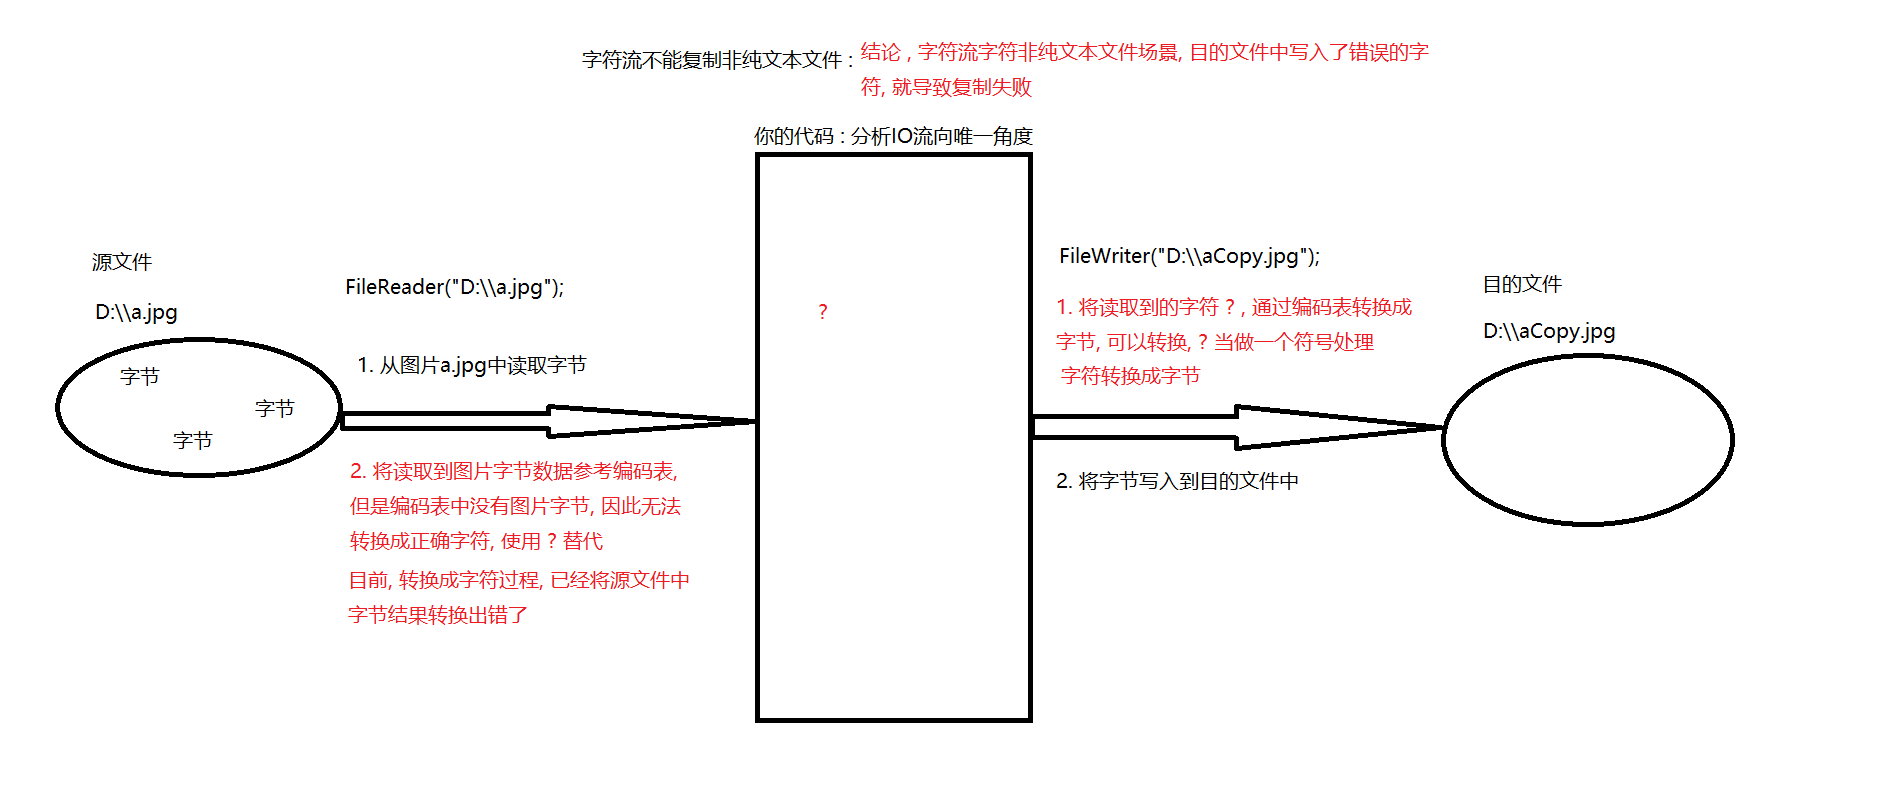 字符流不能复制非纯文本文件 : 结论 , 字符流字符非纯文本文件场景, 目的文件中写入了错误的字
符, 就导致复制失败
你的代码 : 分析IO流向唯一角度
源文件
D:\\a.jpg
字节
字节
字节
FileReader("D:\\a.jpg");
1. 从图片a.jpg中读取字节
2. 将读取到图片字节数据参考编码表,
但是编码表中没有图片字节, 因此无法
转换成正确字符, 使用 ? 替代
目前, 转换成字符过程, 已经将源文件中
字节结果转换出错了
?
FileWriter("D:\\aCopy.jpg");
1. 将读取到的字符 ? , 通过编码表转换成
字节, 可以转换, ? 当做一个符号处理
字符转换成字节
2. 将字节写入到目的文件中
目的文件
D:\\aCopy.jpg